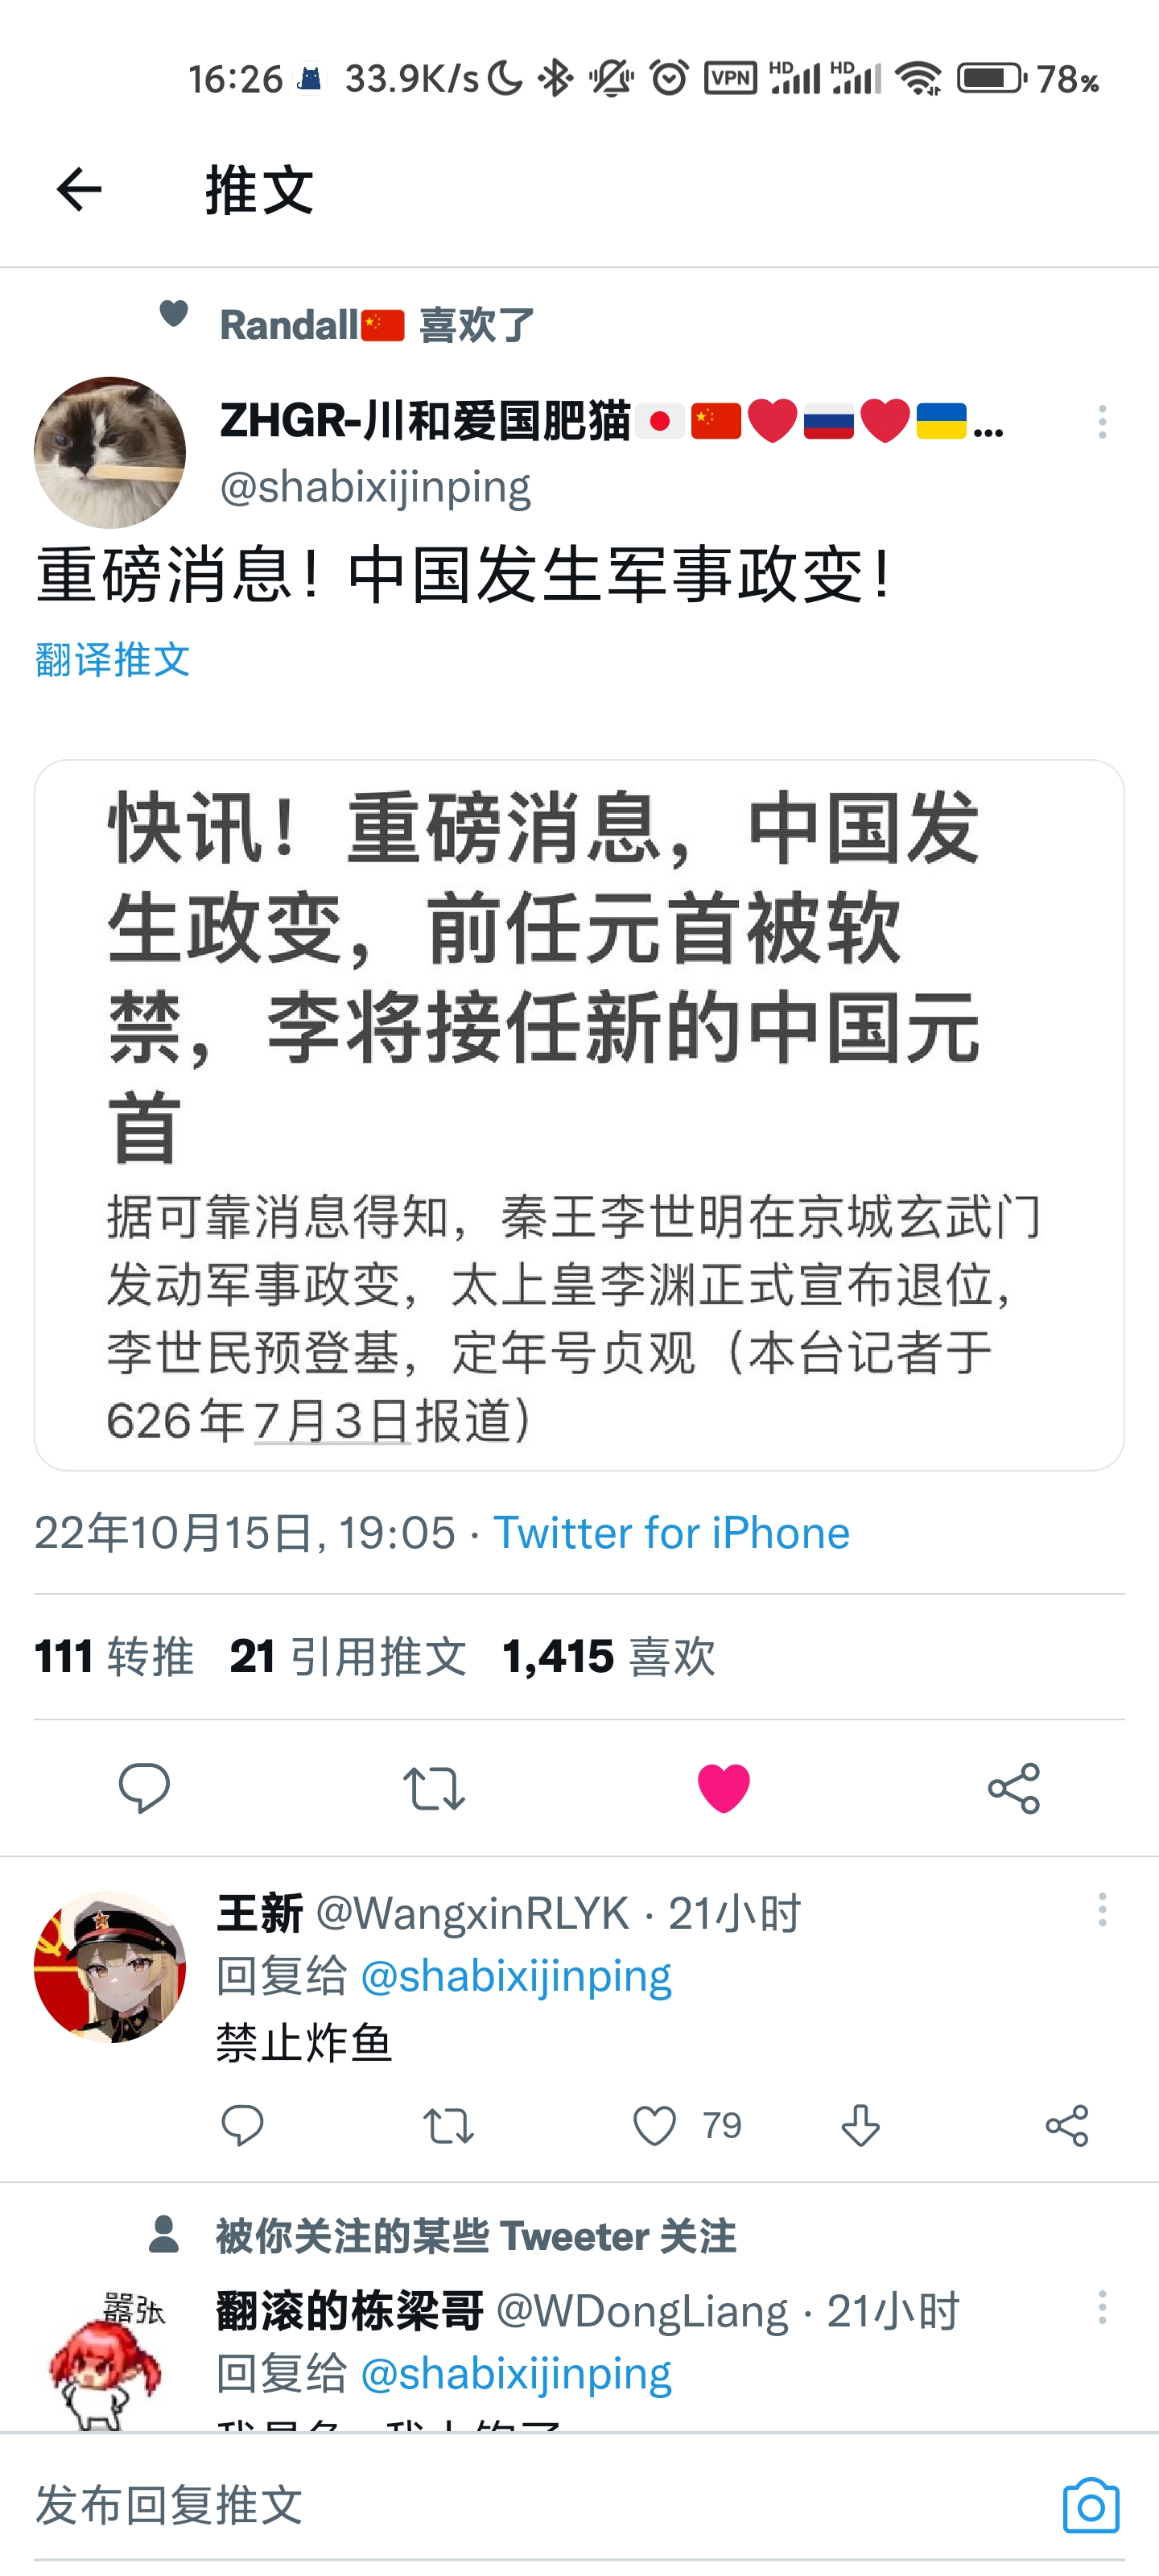 16:26 33.9K/s VPN HD HD 78%
推文
Randall🇨🇳 喜欢了
ZHGR-川和爱国肥猫🇯🇵🇨🇳❤️🇷🇺❤️🇺🇦...
@shabixijinping
重磅消息！中国发生军事政变！
翻译推文
快讯！重磅消息，中国发
生政变，前任元首被软
禁，李将接任新的中国元
首
据可靠消息得知，秦王李世明在京城玄武门
发动军事政变，太上皇李渊正式宣布退位，
李世民预登基，定年号贞观（本台记者于
626年7月3日报道）
22年10月15日, 19:05 · Twitter for iPhone
111 转推 21 引用推文 1,415 喜欢
王新 @WangxinRLYK · 21小时
回复给 @shabixijinping
禁止炸鱼
79
被你关注的某些 Tweeter 关注
嚣张
翻滚的栋梁哥 @WDongLiang · 21小时
回复给 @shabixijinping
发布回复推文